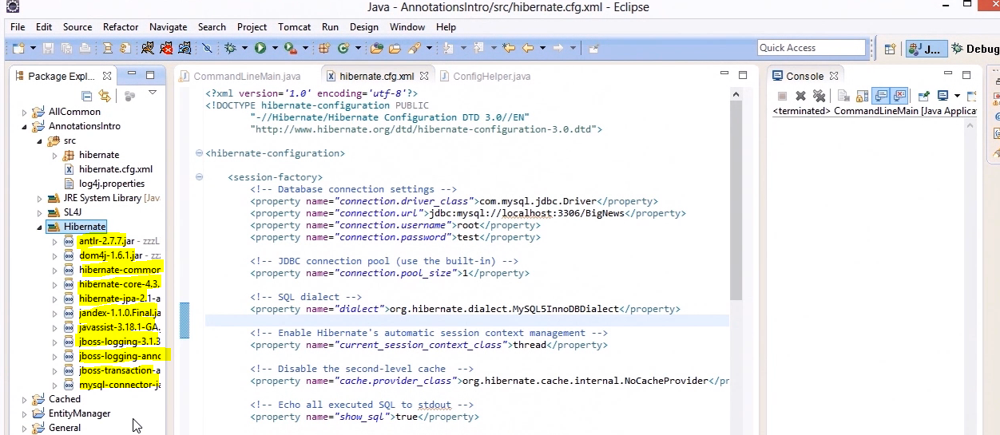 Java - AnnotationsIntro/src/hibernate.cfg.xml - Eclipse
File Edit Source Refactor Navigate Search Project Tomcat Run Design Window Help
Quick Access
J...
Debug
Package Expl...
AllCommon
AnnotationsIntro
src
hibernate
hibernate.cfg.xml
log4j.properties
JRE System Library [Jav
SL4J
Hibernate
antlr-2.7.7.jar - zzzL
dom4j-1.6.1.jar - zz
hibernate-common
hibernate-core-4.3.
hibernate-jpa-2.1-a
jandex-1.1.0.Final.ja
javassist-3.18.1-GA.
jboss-logging-3.1.3
jboss-logging-anno
jboss-transaction-a
mysql-connector-ja
Cached
EntityManager
General
CommandLineMain.java
hibernate.cfg.xml
ConfigHelper.java
<?xml version='1.0' encoding='utf-8'?>
<!DOCTYPE hibernate-configuration PUBLIC
"-//Hibernate/Hibernate Configuration DTD 3.0//EN"
"http://www.hibernate.org/dtd/hibernate-configuration-3.0.dtd">
<hibernate-configuration>
<session-factory>
<!-- Database connection settings -->
<property name="connection.driver_class">com.mysql.jdbc.Driver</property>
<property name="connection.url">jdbc:mysql://localhost:3306/BigNews</property>
<property name="connection.username">root</property>
<property name="connection.password">test</property>
<!-- JDBC connection pool (use the built-in) -->
<property name="connection.pool_size">1</property>
<!-- SQL dialect -->
<property name="dialect">org.hibernate.dialect.MySQL5InnoDBDialect</property>
<!-- Enable Hibernate's automatic session context management -->
<property name="current_session_context_class">thread</property>
<!-- Disable the second-level cache  -->
<property name="cache.provider_class">org.hibernate.cache.internal.NoCacheProvider</pr
<!-- Echo all executed SQL to stdout -->
<property name="show_sql">true</property>
Console
<terminated> CommandLineMain [Java Applicat